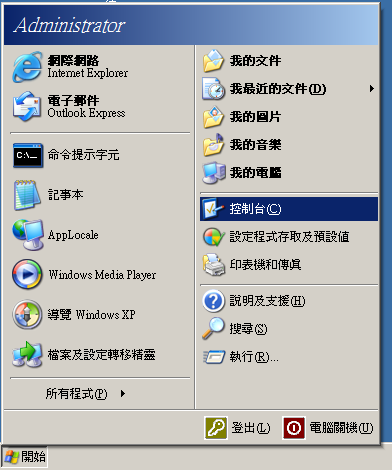 Administrator
網際網路
Internet Explorer
電子郵件
Outlook Express
命令提示字元
記事本
AppLocale
Windows Media Player
導覽 Windows XP
檔案及設定轉移精靈
所有程式(P)
我的文件
我最近的文件(D)
我的圖片
我的音樂
我的電腦
控制台(C)
設定程式存取及預設值
印表機和傳真
說明及支援(H)
搜尋(S)
執行(R)...
登出(L)
電腦關機(U)
開始